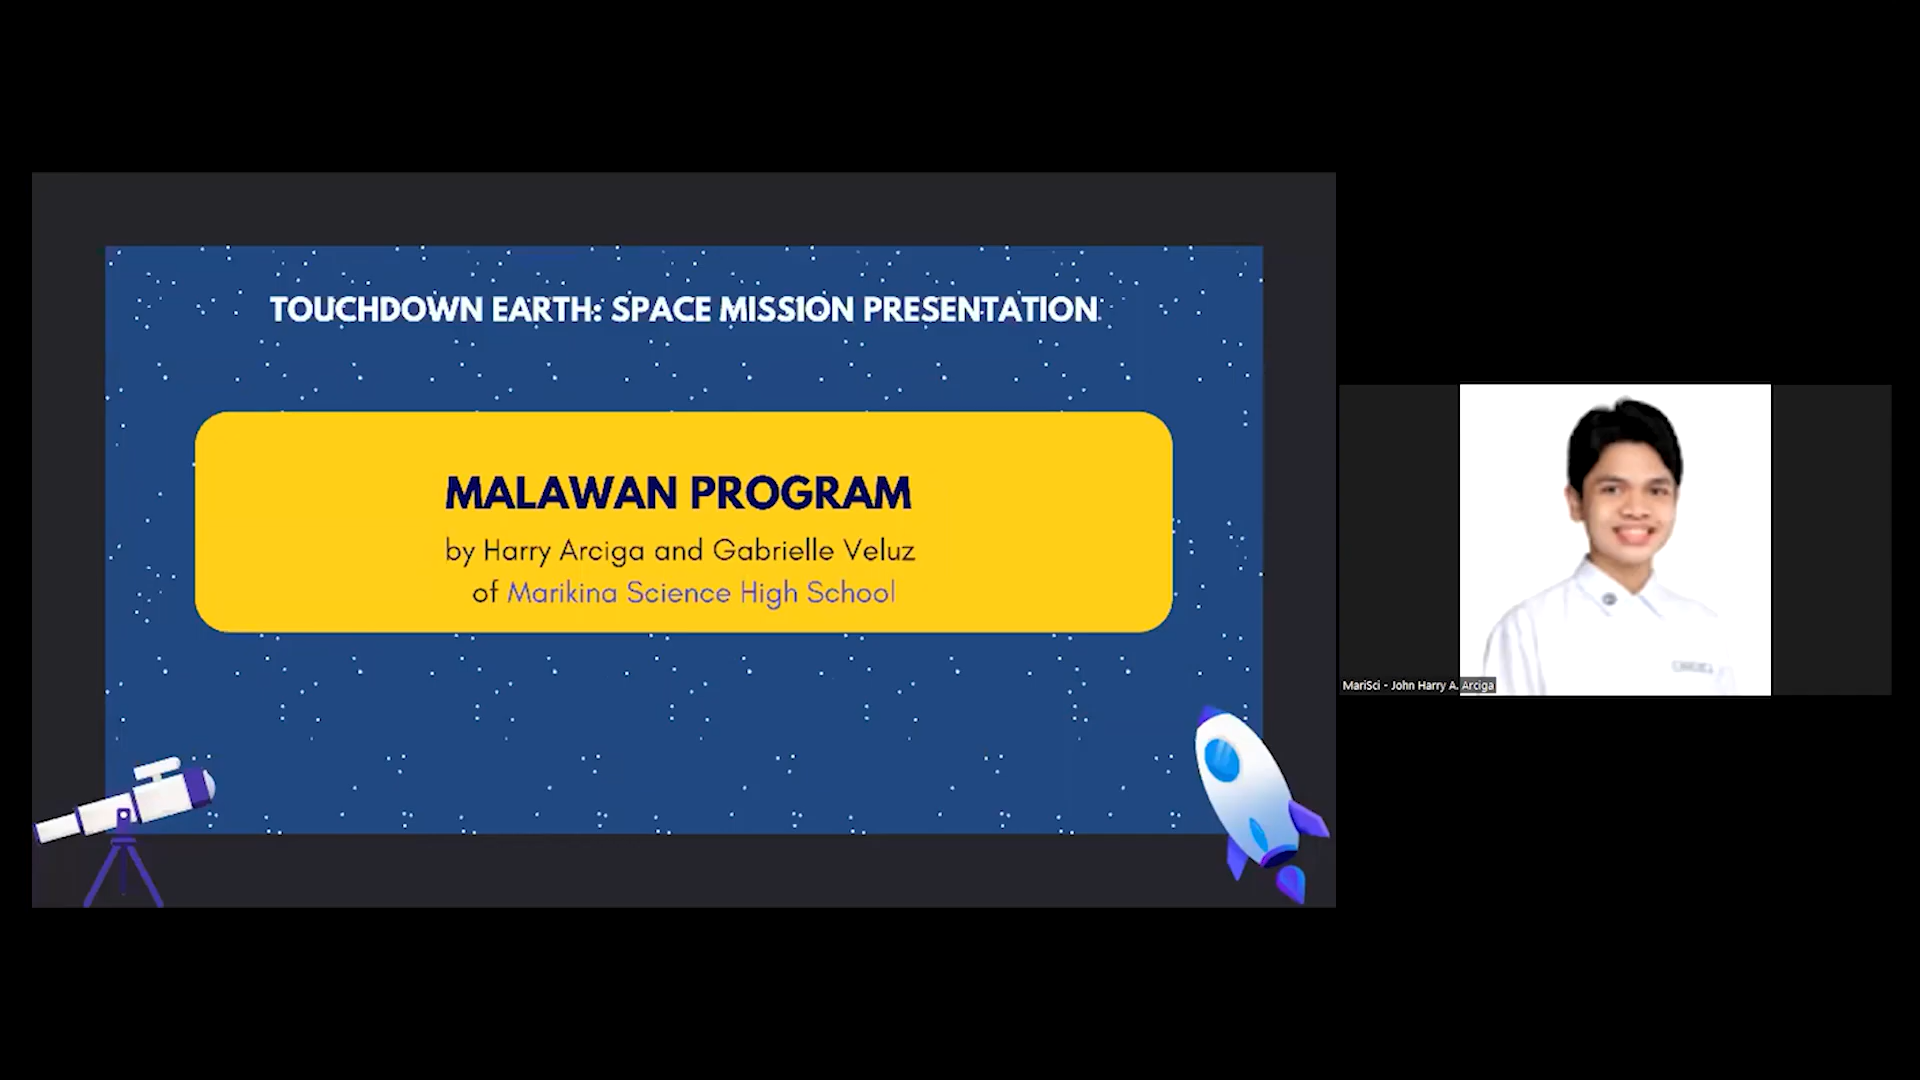 TOUCHDOWN EARTH: SPACE MISSION PRESENTATION
MALAWAN PROGRAM
by Harry Arciga and Gabrielle Veluz
of Marikina Science High School
MariSci - John Harry A. Arciga